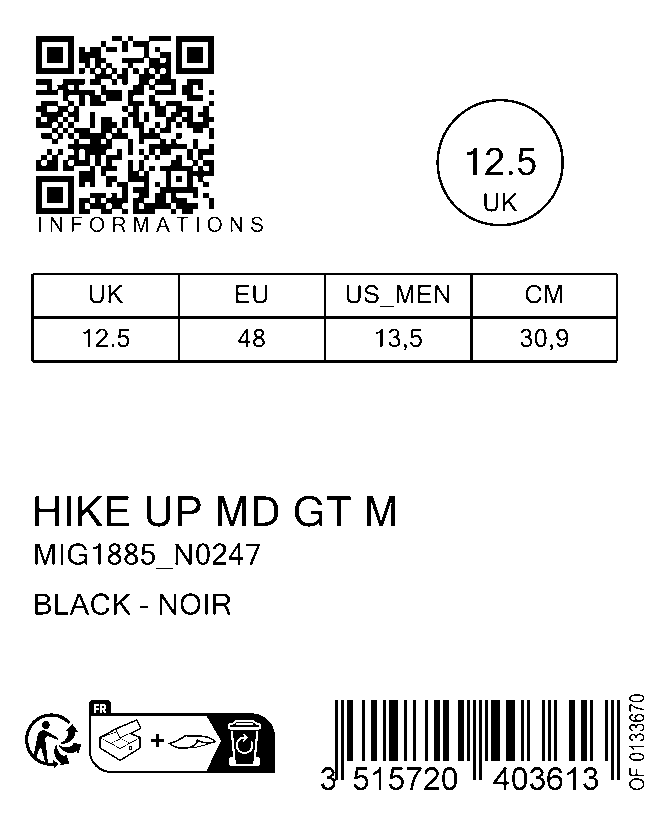 INFORMATIONS
12.5
UK
UK EU US_MEN CM
12.5 48 13,5 30,9
HIKE UP MD GT M
MIG1885_N0247
BLACK - NOIR
FR
+
3 515720 403613
OF 0133670